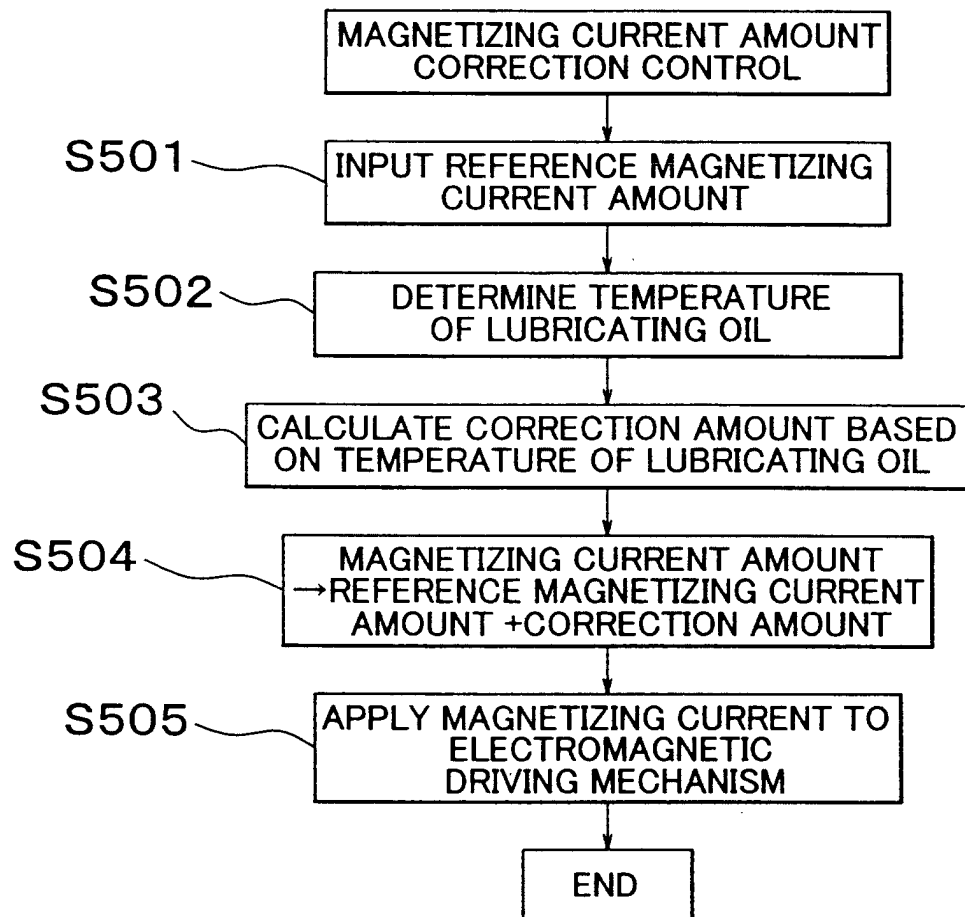 MAGNETIZING CURRENT AMOUNT
CORRECTION CONTROL
S501
INPUT REFERENCE MAGNETIZING
CURRENT AMOUNT
S502
DETERMINE TEMPERATURE
OF LUBRICATING OIL
S503
CALCULATE CORRECTION AMOUNT BASED
ON TEMPERATURE OF LUBRICATING OIL
S504
MAGNETIZING CURRENT AMOUNT
→REFERENCE MAGNETIZING CURRENT
AMOUNT +CORRECTION AMOUNT
S505
APPLY MAGNETIZING CURRENT TO
ELECTROMAGNETIC
DRIVING MECHANISM
END